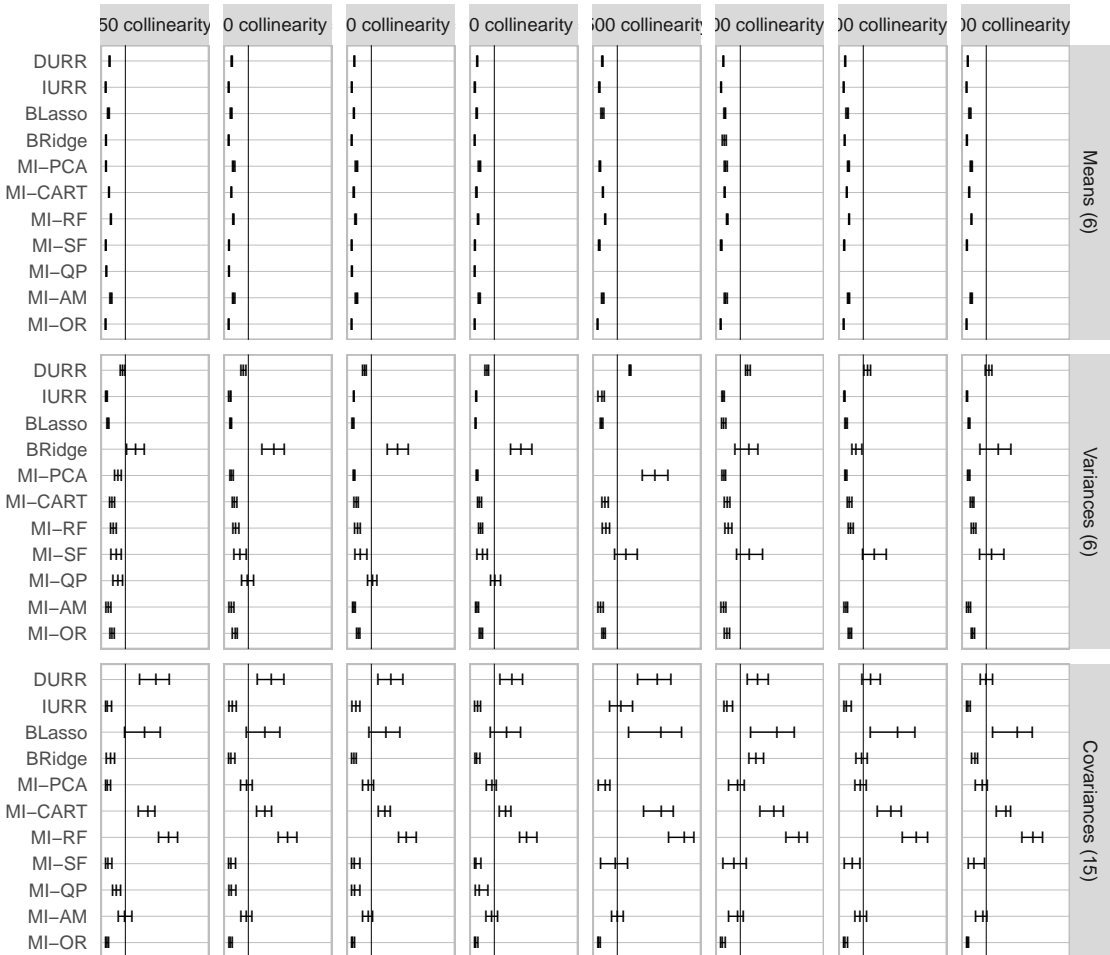 50 collinearity
0 collinearity
0 collinearity
0 collinearity
500 collinearity
00 collinearity
00 collinearity
00 collinearity
DURR
IURR
BLasso
BRidge
MI−PCA
MI−CART
MI−RF
MI−SF
MI−QP
MI−AM
MI−OR
Means (6)
DURR
IURR
BLasso
BRidge
MI−PCA
MI−CART
MI−RF
MI−SF
MI−QP
MI−AM
MI−OR
Variances (6)
DURR
IURR
BLasso
BRidge
MI−PCA
MI−CART
MI−RF
MI−SF
MI−QP
MI−AM
MI−OR
Covariances (15)